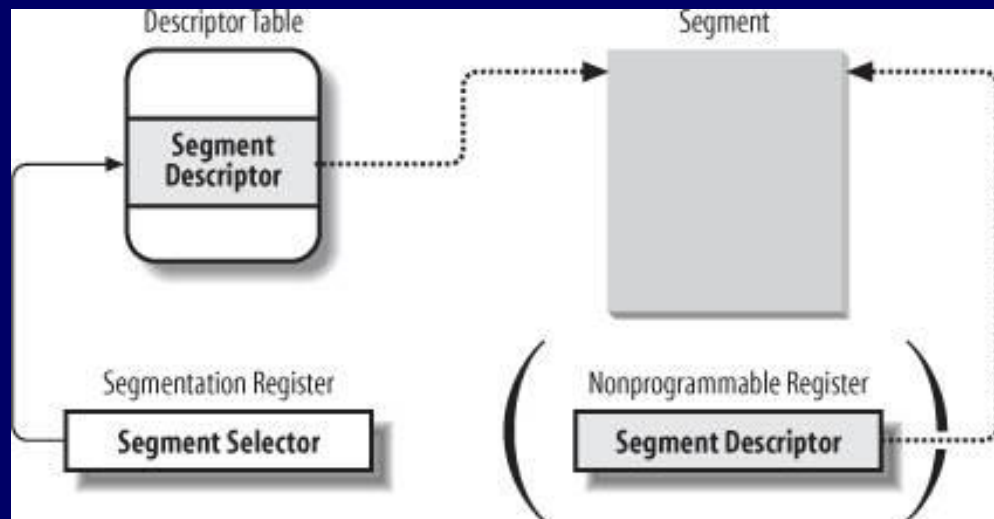 Descriptor Table
Segment
Segment
Descriptor
Segmentation Register
Segment Selector
Nonprogrammable Register
Segment Descriptor